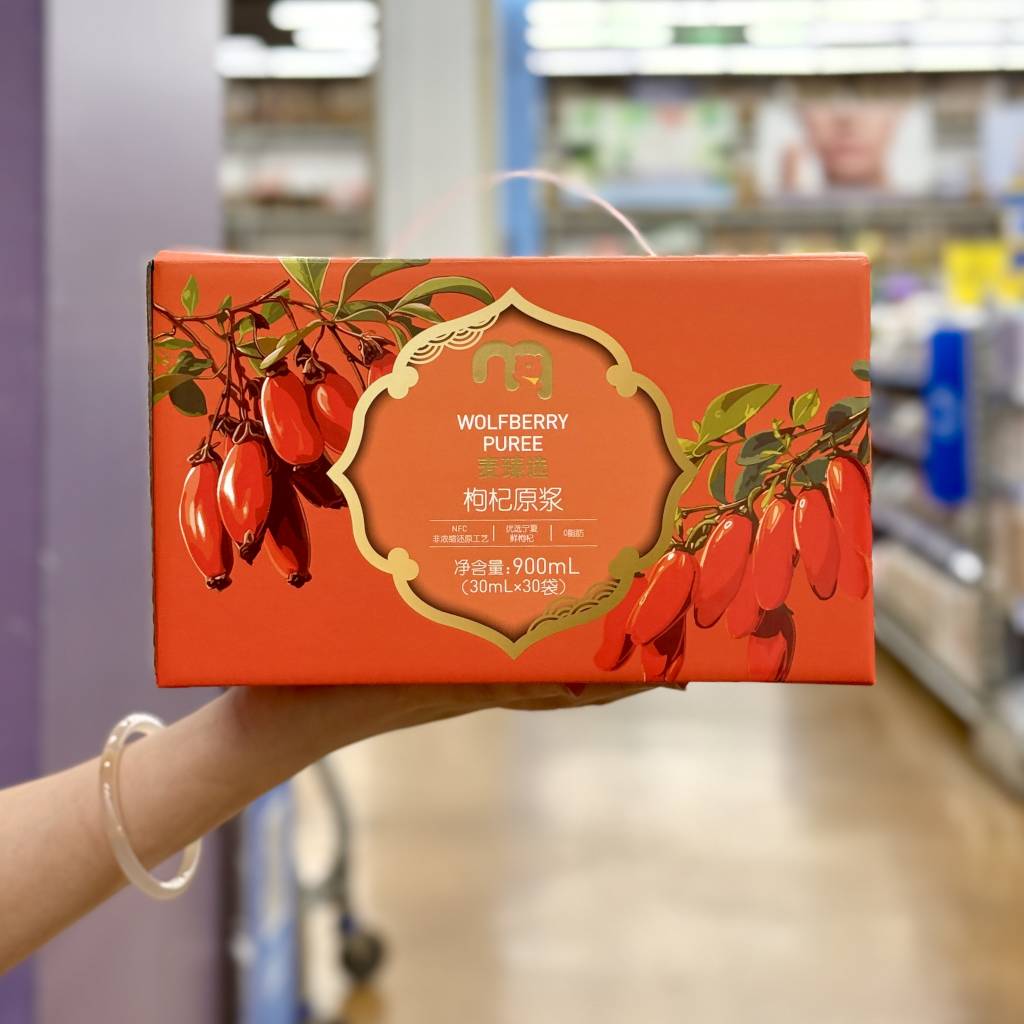 WOLFBERRY
PUREE
麦臻选
枸杞原浆
NFC
非浓缩还原工艺
优选宁夏
鲜枸杞
0脂肪
净含量:900mL
(30mL×30袋)